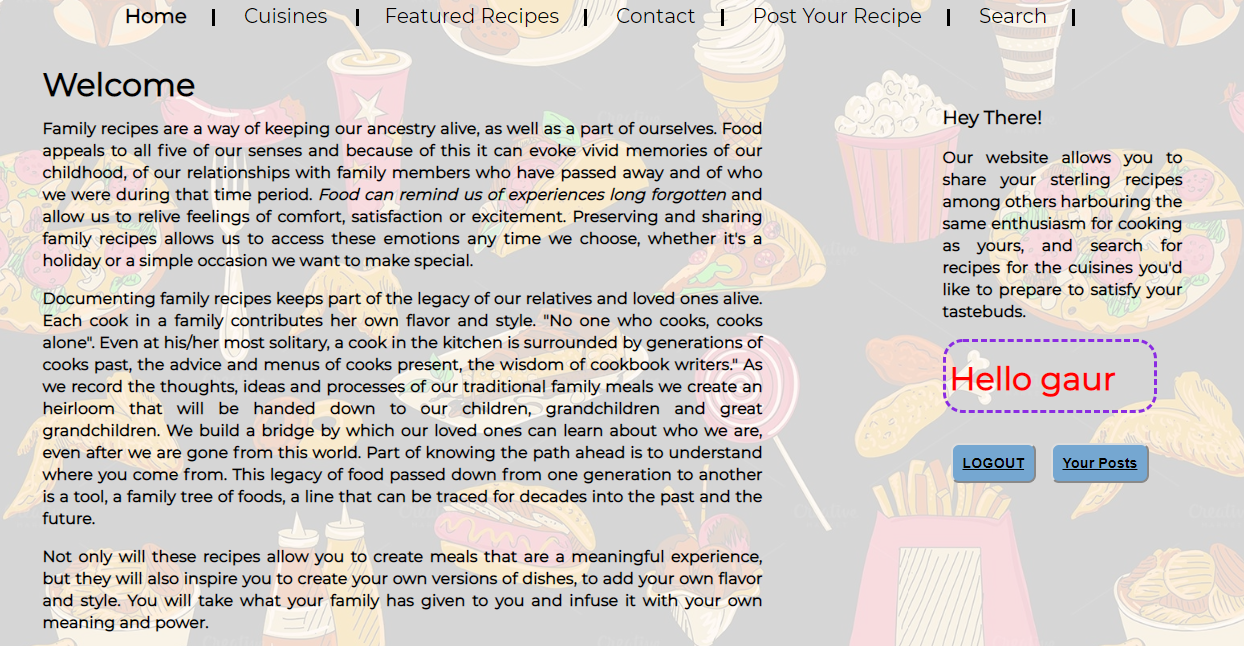 Home | Cuisines | Featured Recipes | Contact | Post Your Recipe | Search |
Welcome
Family recipes are a way of keeping our ancestry alive, as well as a part of ourselves. Food
appeals to all five of our senses and because of this it can evoke vivid memories of our
childhood, of our relationships with family members who have passed away and of who
we were during that time period. Food can remind us of experiences long forgotten and
allow us to relive feelings of comfort, satisfaction or excitement. Preserving and sharing
family recipes allows us to access these emotions any time we choose, whether it's a
holiday or a simple occasion we want to make special.
Documenting family recipes keeps part of the legacy of our relatives and loved ones alive.
Each cook in a family contributes her own flavor and style. "No one who cooks, cooks
alone". Even at his/her most solitary, a cook in the kitchen is surrounded by generations of
cooks past, the advice and menus of cooks present, the wisdom of cookbook writers." As
we record the thoughts, ideas and processes of our traditional family meals we create an
heirloom that will be handed down to our children, grandchildren and great
grandchildren. We build a bridge by which our loved ones can learn about who we are,
even after we are gone from this world. Part of knowing the path ahead is to understand
where you come from. This legacy of food passed down from one generation to another
is a tool, a family tree of foods, a line that can be traced for decades into the past and the
future.
Not only will these recipes allow you to create meals that are a meaningful experience,
but they will also inspire you to create your own versions of dishes, to add your own flavor
and style. You will take what your family has given to you and infuse it with your own
meaning and power.
Hey There!
Our website allows you to
share your sterling recipes
among others harbouring the
same enthusiasm for cooking
as yours, and search for
recipes for the cuisines you'd
like to prepare to satisfy your
tastebuds.
Hello gaur
LOGOUT Your Posts